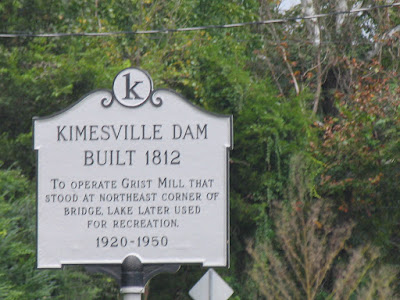 k
KIMESVILLE DAM
BUILT 1812
TO OPERATE GRIST MILL THAT
STOOD AT NORTHEAST CORNER OF
BRIDGE, LAKE LATER USED
FOR RECREATION.
1920-1950